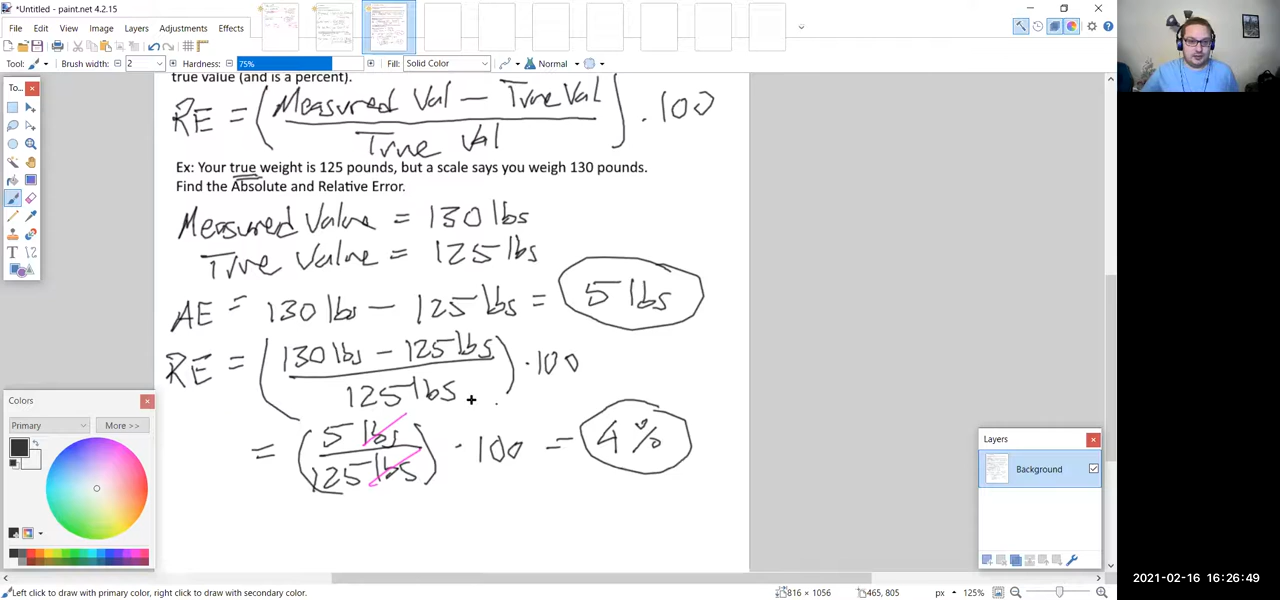 *Untitled - paint.net 4.2.15
File Edit View Image Layers Adjustments Effects
Tool: Brush width: 2 Hardness: 75% Fill: Solid Color Normal
To...
true value (and is a percent).
RE = (Measured Val - True Val / True Val) · 100
Ex: Your true weight is 125 pounds, but a scale says you weigh 130 pounds.
Find the Absolute and Relative Error.
Measured Value = 130 lbs
True Value = 125 lbs
AE = 130 lbs - 125 lbs = 5 lbs
RE = (130 lbs - 125 lbs / 125 lbs) · 100
= (5 lbs / 125 lbs) · 100 = 4%
Colors
Primary More >>
Layers
Background
Left click to draw with primary color, right click to draw with secondary color.
816 x 1056 465, 805 px 125%
2021-02-16 16:26:49